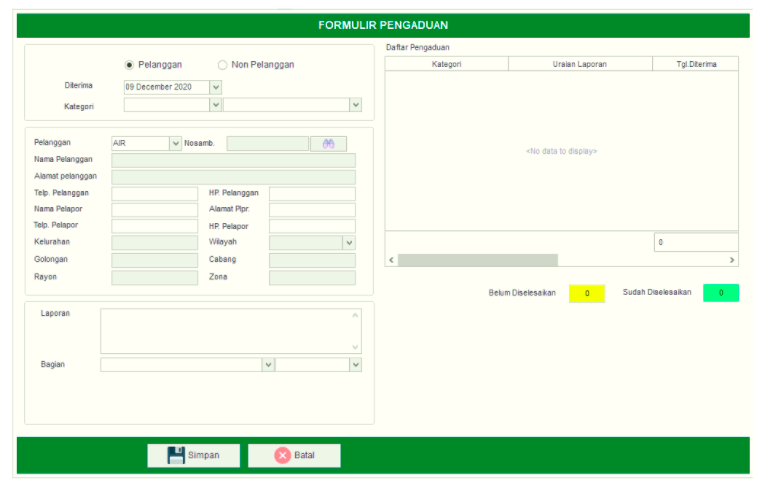 FORMULIR PENGADUAN
Pelanggan Non Pelanggan
Diterima 09 December 2020
Kategori
Pelanggan AIR Nosamb.
Nama Pelanggan
Alamat pelanggan
Telp. Pelanggan HP. Pelanggan
Nama Pelapor Alamat Plpr.
Telp. Pelapor HP. Pelapor
Kelurahan Wilayah
Golongan Cabang
Rayon Zona
Laporan
Bagian
Daftar Pengaduan
Kategori Uraian Laporan Tgl.Diterima
<No data to display>
0
Belum Diselesaikan 0 Sudah Diselesaikan 0
Simpan Batal